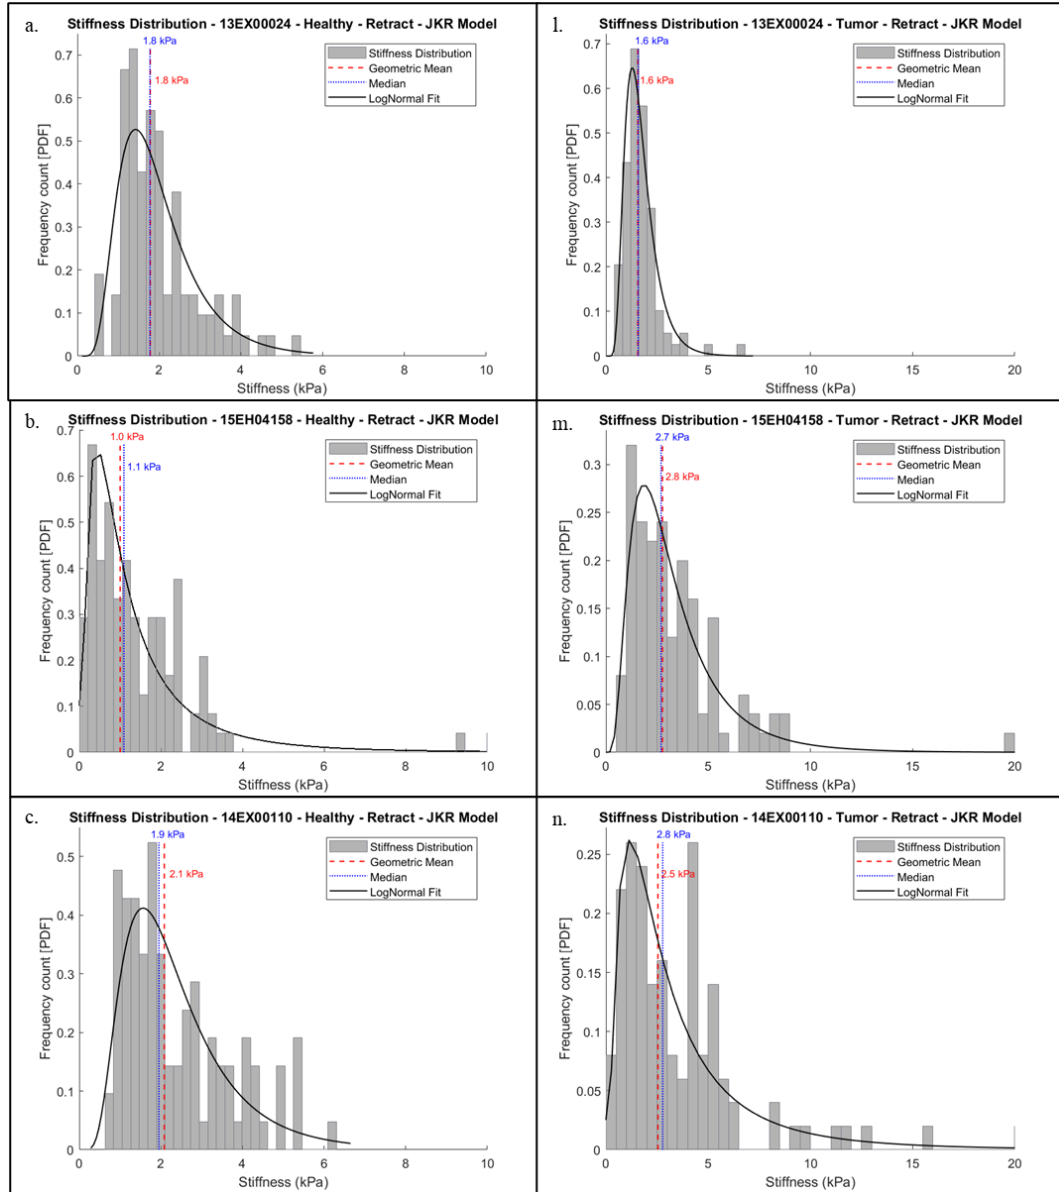 a.
Stiffness Distribution - 13EX00024 - Healthy - Retract - JKR Model
1.8 kPa
1.8 kPa
Stiffness Distribution
Geometric Mean
Median
LogNormal Fit
Frequency count [PDF]
0.7
0.6
0.5
0.4
0.3
0.2
0.1
0
0 2 4 6 8 10
Stiffness (kPa)
l.
Stiffness Distribution - 13EX00024 - Tumor - Retract - JKR Model
1.6 kPa
1.6 kPa
Stiffness Distribution
Geometric Mean
Median
LogNormal Fit
Frequency count [PDF]
0.7
0.6
0.5
0.4
0.3
0.2
0.1
0
0 5 10 15 20
Stiffness (kPa)
b.
Stiffness Distribution - 15EH04158 - Healthy - Retract - JKR Model
1.0 kPa
1.1 kPa
Stiffness Distribution
Geometric Mean
Median
LogNormal Fit
Frequency count [PDF]
0.7
0.6
0.5
0.4
0.3
0.2
0.1
0
0 2 4 6 8 10
Stiffness (kPa)
m.
Stiffness Distribution - 15EH04158 - Tumor - Retract - JKR Model
2.7 kPa
2.8 kPa
Stiffness Distribution
Geometric Mean
Median
LogNormal Fit
Frequency count [PDF]
0.3
0.25
0.2
0.15
0.1
0.05
0
0 5 10 15 20
Stiffness (kPa)
c.
Stiffness Distribution - 14EX00110 - Healthy - Retract - JKR Model
1.9 kPa
2.1 kPa
Stiffness Distribution
Geometric Mean
Median
LogNormal Fit
Frequency count [PDF]
0.5
0.4
0.3
0.2
0.1
0
0 2 4 6 8 10
Stiffness (kPa)
n.
Stiffness Distribution - 14EX00110 - Tumor - Retract - JKR Model
2.8 kPa
2.5 kPa
Stiffness Distribution
Geometric Mean
Median
LogNormal Fit
Frequency count [PDF]
0.25
0.2
0.15
0.1
0.05
0
0 5 10 15 20
Stiffness (kPa)